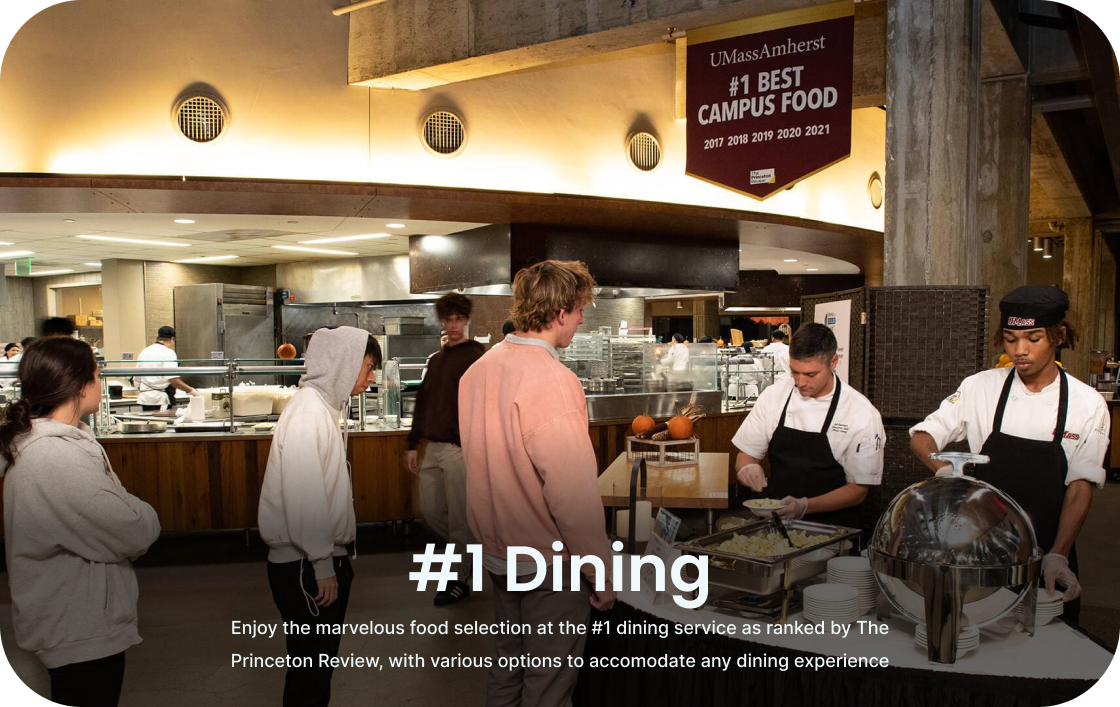 UMassAmherst
#1 BEST
CAMPUS FOOD
2017 2018 2019 2020 2021
The
Princeton
Review
UMASS
UMASS
#1 Dining
Enjoy the marvelous food selection at the #1 dining service as ranked by The
Princeton Review, with various options to accomodate any dining experience